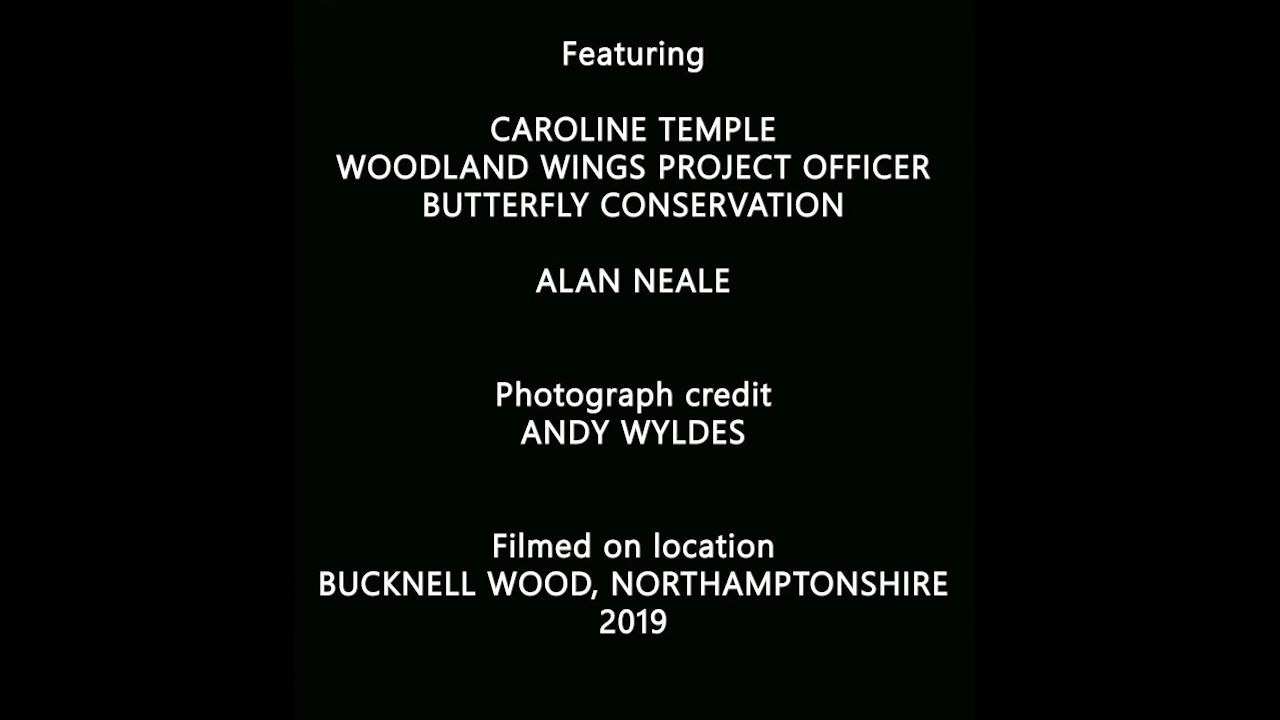 Featuring
CAROLINE TEMPLE
WOODLAND WINGS PROJECT OFFICER
BUTTERFLY CONSERVATION
ALAN NEALE
Photograph credit
ANDY WYLDES
Filmed on location
BUCKNELL WOOD, NORTHAMPTONSHIRE
2019